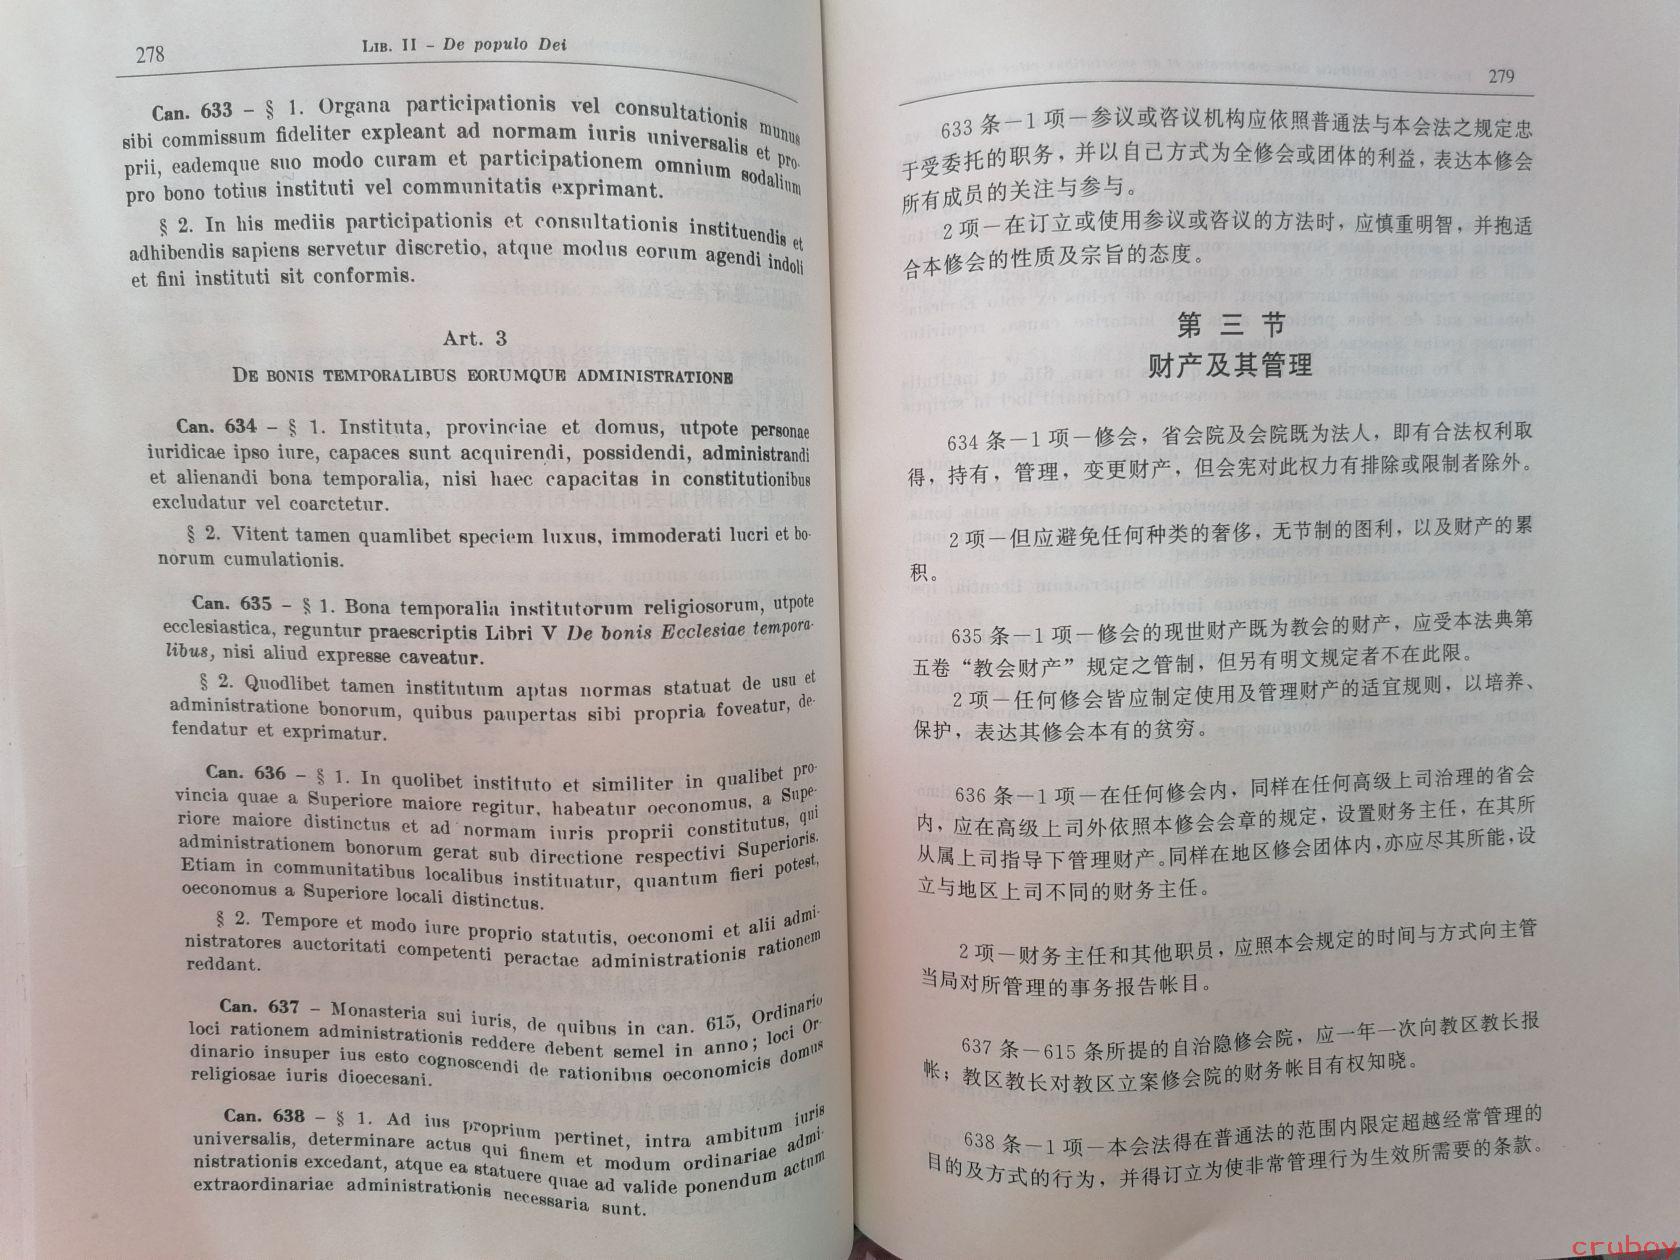 278
LIB. II – De populo Dei
Can. 633 – § 1. Organa participationis vel consultationis munus
sibi commissum fideliter expleant ad normam iuris universalis et pro-
prii, eademque suo modo curam et participationem omnium sodalium
pro bono totius instituti vel communitatis exprimant.
§ 2. In his mediis participationis et consultationis instituendis et
adhibendis sapiens servetur discretio, atque modus eorum agendi indoli
et fini instituti sit conformis.
Art. 3
DE BONIS TEMPORALIBUS EORUMQUE ADMINISTRATIONE
Can. 634 – § 1. Instituta, provinciae et domus, utpote personae
iuridicae ipso iure, capaces sunt acquirendi, possidendi, administrandi
et alienandi bona temporalia, nisi haec capacitas in constitutionibus
excludatur vel coarctetur.
§ 2. Vitent tamen quamlibet speciem luxus, immoderati lucri et bo-
norum cumulationis.
Can. 635 – § 1. Bona temporalia institutorum religiosorum, utpote
ecclesiastica, reguntur praescriptis Libri V De bonis Ecclesiae tempora-
libus, nisi aliud expresse caveatur.
§ 2. Quodlibet tamen institutum aptas normas statuat de usu et
administratione bonorum, quibus paupertas sibi propria foveatur, de-
fendatur et exprimatur.
Can. 636 – § 1. In quolibet instituto et similiter in qualibet pro-
vincia quae a Superiore maiore regitur, habeatur oeconomus, a Supe-
riore maiore distinctus et ad normam iuris proprii constitutus, qui
administrationem bonorum gerat sub directione respectivi Superioris.
Etiam in communitatibus localibus instituatur, quantum fieri potest,
oeconomus a Superiore locali distinctus.
§ 2. Tempore et modo iure proprio statutis, oeconomi et alii admi-
nistratores auctoritati competenti peractae administrationis rationem
reddant.
Can. 637 – Monasteria sui iuris, de quibus in can. 615, Ordinario
loci rationem administrationis reddere debent semel in anno; loci Or-
dinario insuper ius esto cognoscendi de rationibus oeconomicis domus
religiosae iuris dioecesani.
Can. 638 – § 1. Ad ius proprium pertinet, intra ambitum iuris
universalis, determinare actus qui finem et modum ordinariae admi-
nistrationis excedant, atque ea statuere quae ad valide ponendum actum
extraordinariae administrationis necessaria sunt.
279
633 条－1 项－参议或咨议机构应依照普通法与本会法之规定忠
于受委托的职务，并以自己方式为全修会或团体的利益，表达本修会
所有成员的关注与参与。
2 项－在订立或使用参议或咨议的方法时，应慎重明智，并抱适
合本修会的性质及宗旨的态度。
第 三 节
财产及其管理
634 条－1 项－修会，省会院及会院既为法人，即有合法权利取
得，持有，管理，变更财产，但会宪对此权力有排除或限制者除外。
2 项－但应避免任何种类的奢侈，无节制的图利，以及财产的累
积。
635 条－1 项－修会的现世财产既为教会的财产，应受本法典第
五卷“教会财产”规定之管制，但另有明文规定者不在此限。
2 项－任何修会皆应制定使用及管理财产的适宜规则，以培养、
保护，表达其修会本有的贫穷。
636 条－1 项－在任何修会内，同样在任何高级上司治理的省会
内，应在高级上司外依照本修会会章的规定，设置财务主任，在其所
从属上司指导下管理财产。同样在地区修会团体内，亦应尽其所能，设
立与地区上司不同的财务主任。
2 项－财务主任和其他职员，应照本会规定的时间与方式向主管
当局对所管理的事务报告帐目。
637 条－615 条所提的自治隐修会院，应一年一次向教区教长报
帐；教区教长对教区立案修会院的财务帐目有权知晓。
638 条－1 项－本会法得在普通法的范围内限定超越经常管理的
目的及方式的行为，并得订立为使非常管理行为生效所需要的条款。
cruboy